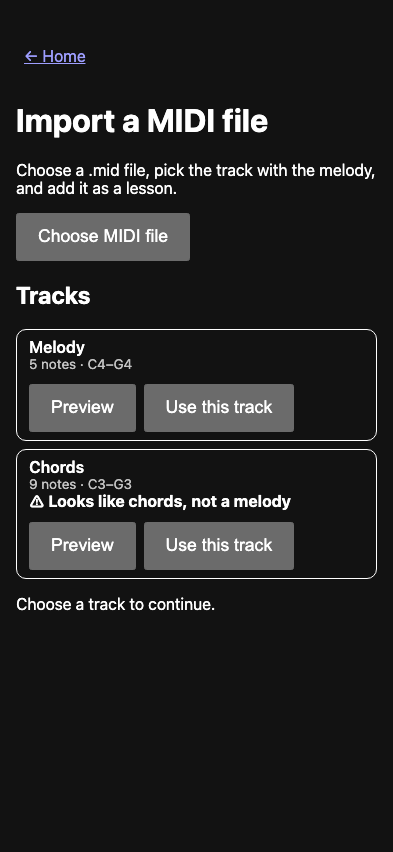 ← Home
Import a MIDI file
Choose a .mid file, pick the track with the melody,
and add it as a lesson.
Choose MIDI file
Tracks
Melody
5 notes · C4–G4
Preview
Use this track
Chords
9 notes · C3–G3
⚠ Looks like chords, not a melody
Preview
Use this track
Choose a track to continue.